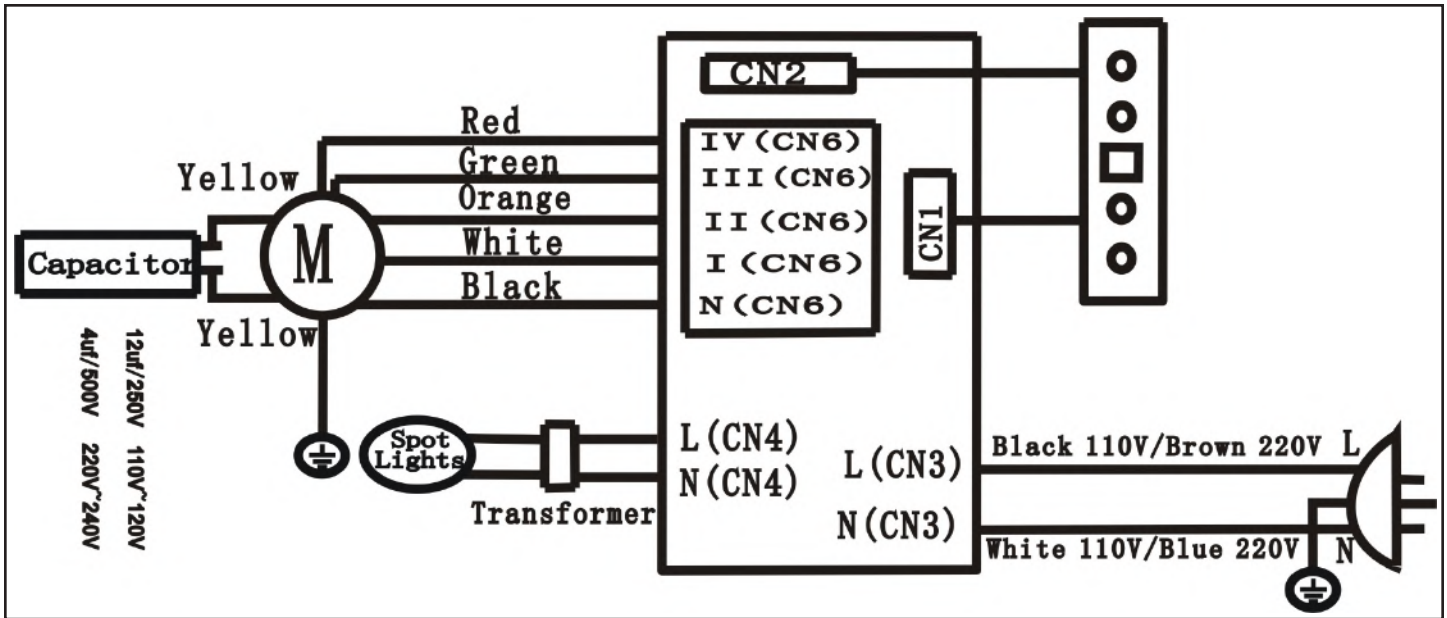 CN2
Red
IV (CN6)
Green
III (CN6)
Yellow
Orange
II (CN6)
CN1
M
White
Capacitor
I (CN6)
Black
N (CN6)
Yellow
12uf/250V 110V~120V
4uf/500V 220V~240V
Spot
Lights
L (CN4)
N (CN4)
Transformer
L (CN3)
Black 110V/Brown 220V
L
N (CN3)
White 110V/Blue 220V
N